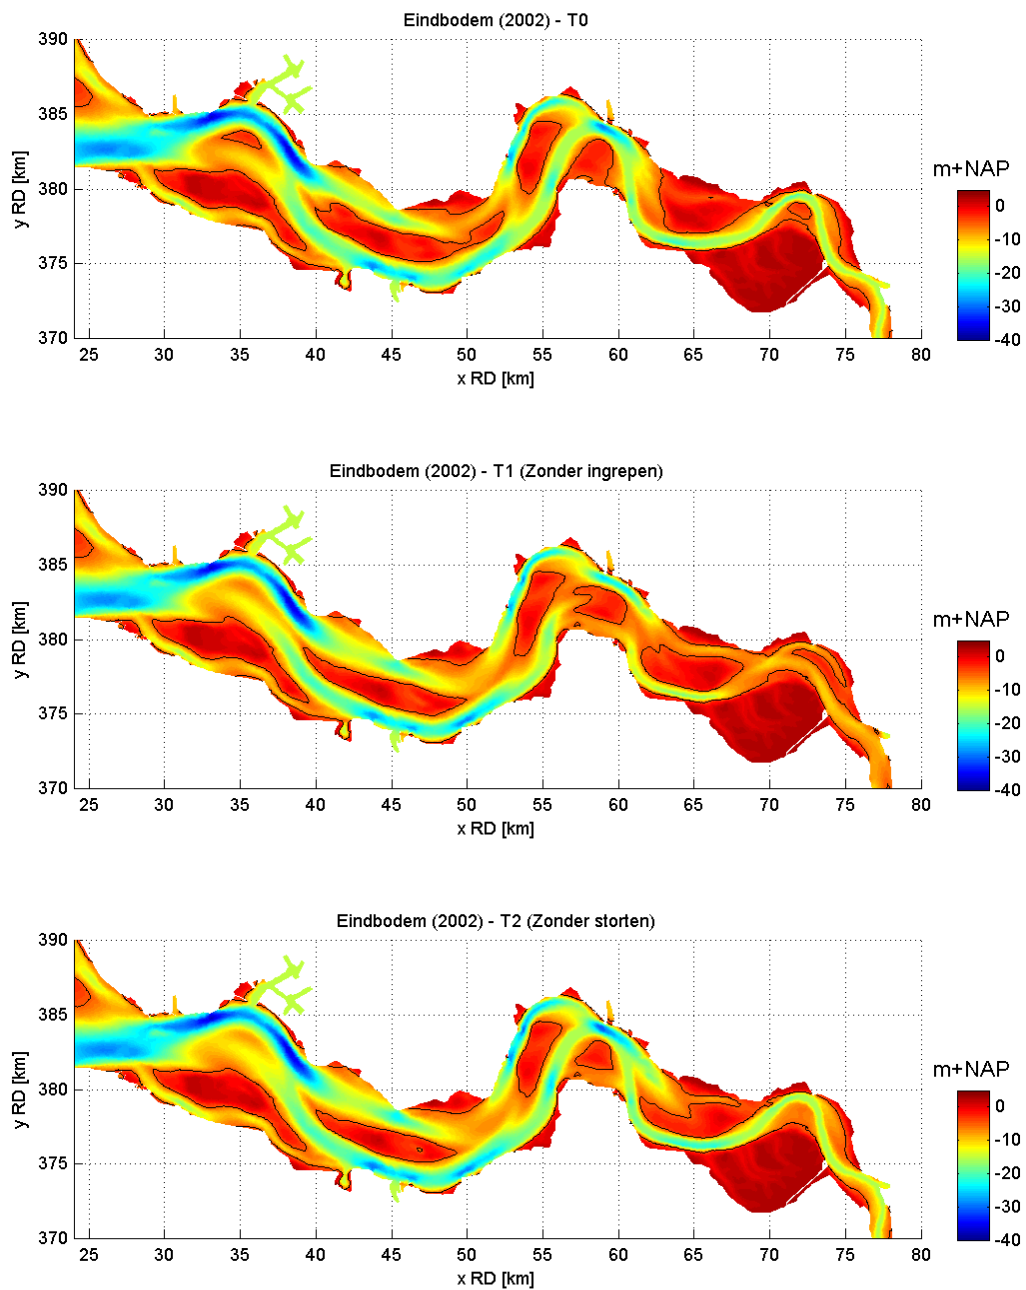 Eindbodem (2002) - T0
390
385
380
375
370
y RD [km]
25 30 35 40 45 50 55 60 65 70 75 80
x RD [km]
m+NAP
0
-10
-20
-30
-40
Eindbodem (2002) - T1 (Zonder ingrepen)
390
385
380
375
370
y RD [km]
25 30 35 40 45 50 55 60 65 70 75 80
x RD [km]
m+NAP
0
-10
-20
-30
-40
Eindbodem (2002) - T2 (Zonder storten)
390
385
380
375
370
y RD [km]
25 30 35 40 45 50 55 60 65 70 75 80
x RD [km]
m+NAP
0
-10
-20
-30
-40